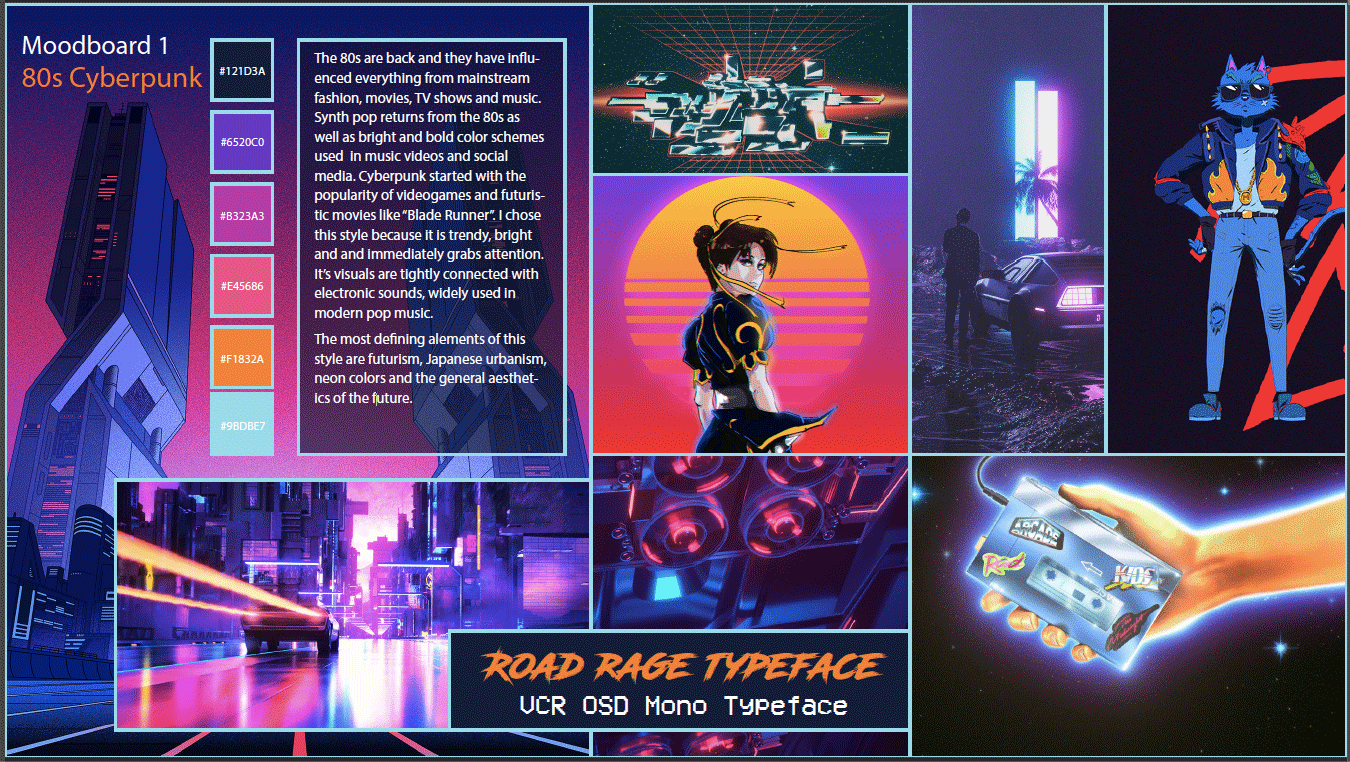 Moodboard 1
80s Cyberpunk
#121D3A
#6520C0
#B323A3
#E45686
#F1832A
#9BDBE7
The 80s are back and they have influ-
enced everything from mainstream
fashion, movies, TV shows and music.
Synth pop returns from the 80s as
well as bright and bold color schemes
used in music videos and social
media. Cyberpunk started with the
popularity of videogames and futuris-
tic movies like "Blade Runner". I chose
this style because it is trendy, bright
and and immediately grabs attention.
It's visuals are tightly connected with
electronic sounds, widely used in
modern pop music.
The most defining alements of this
style are futurism, Japanese urbanism,
neon colors and the general aesthet-
ics of the future.
ROAD RAGE TYPEFACE
VCR OSD Mono Typeface
ARCADE
Rad
KIDS